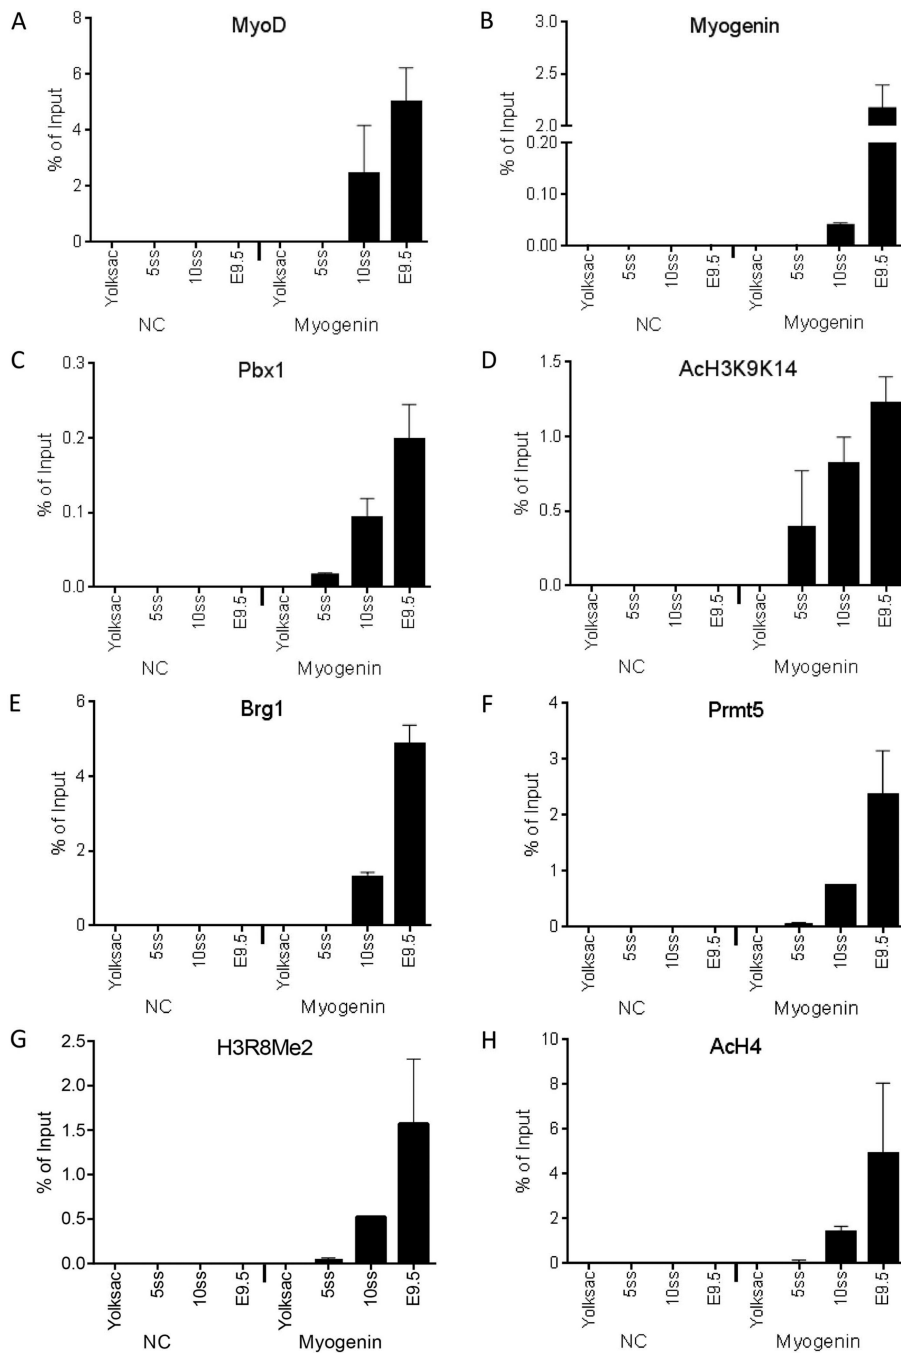 A
MyoD
% of Input
8
6
4
2
0
Yolksac 5ss 10ss E9.5 Yolksac 5ss 10ss E9.5
NC Myogenin
B
Myogenin
% of Input
3.0
2.5
2.0
0.20
0.10
0.00
Yolksac 5ss 10ss E9.5 Yolksac 5ss 10ss E9.5
NC Myogenin
C
Pbx1
% of Input
0.3
0.2
0.1
0.0
Yolksac 5ss 10ss E9.5 Yolksac 5ss 10ss E9.5
NC Myogenin
D
AcH3K9K14
% of Input
1.5
1.0
0.5
0.0
Yolksac 5ss 10ss E9.5 Yolksac 5ss 10ss E9.5
NC Myogenin
E
Brg1
% of Input
6
4
2
0
Yolksac 5ss 10ss E9.5 Yolksac 5ss 10ss E9.5
NC Myogenin
F
Prmt5
% of Input
4
3
2
1
0
Yolksac 5ss 10ss E9.5 Yolksac 5ss 10ss E9.5
NC Myogenin
G
H3R8Me2
% of Input
2.5
2.0
1.5
1.0
0.5
0.0
Yolksac 5ss 10ss E9.5 Yolksac 5ss 10ss E9.5
NC Myogenin
H
AcH4
% of Input
10
8
6
4
2
0
Yolksac 5ss 10ss E9.5 Yolksac 5ss 10ss E9.5
NC Myogenin